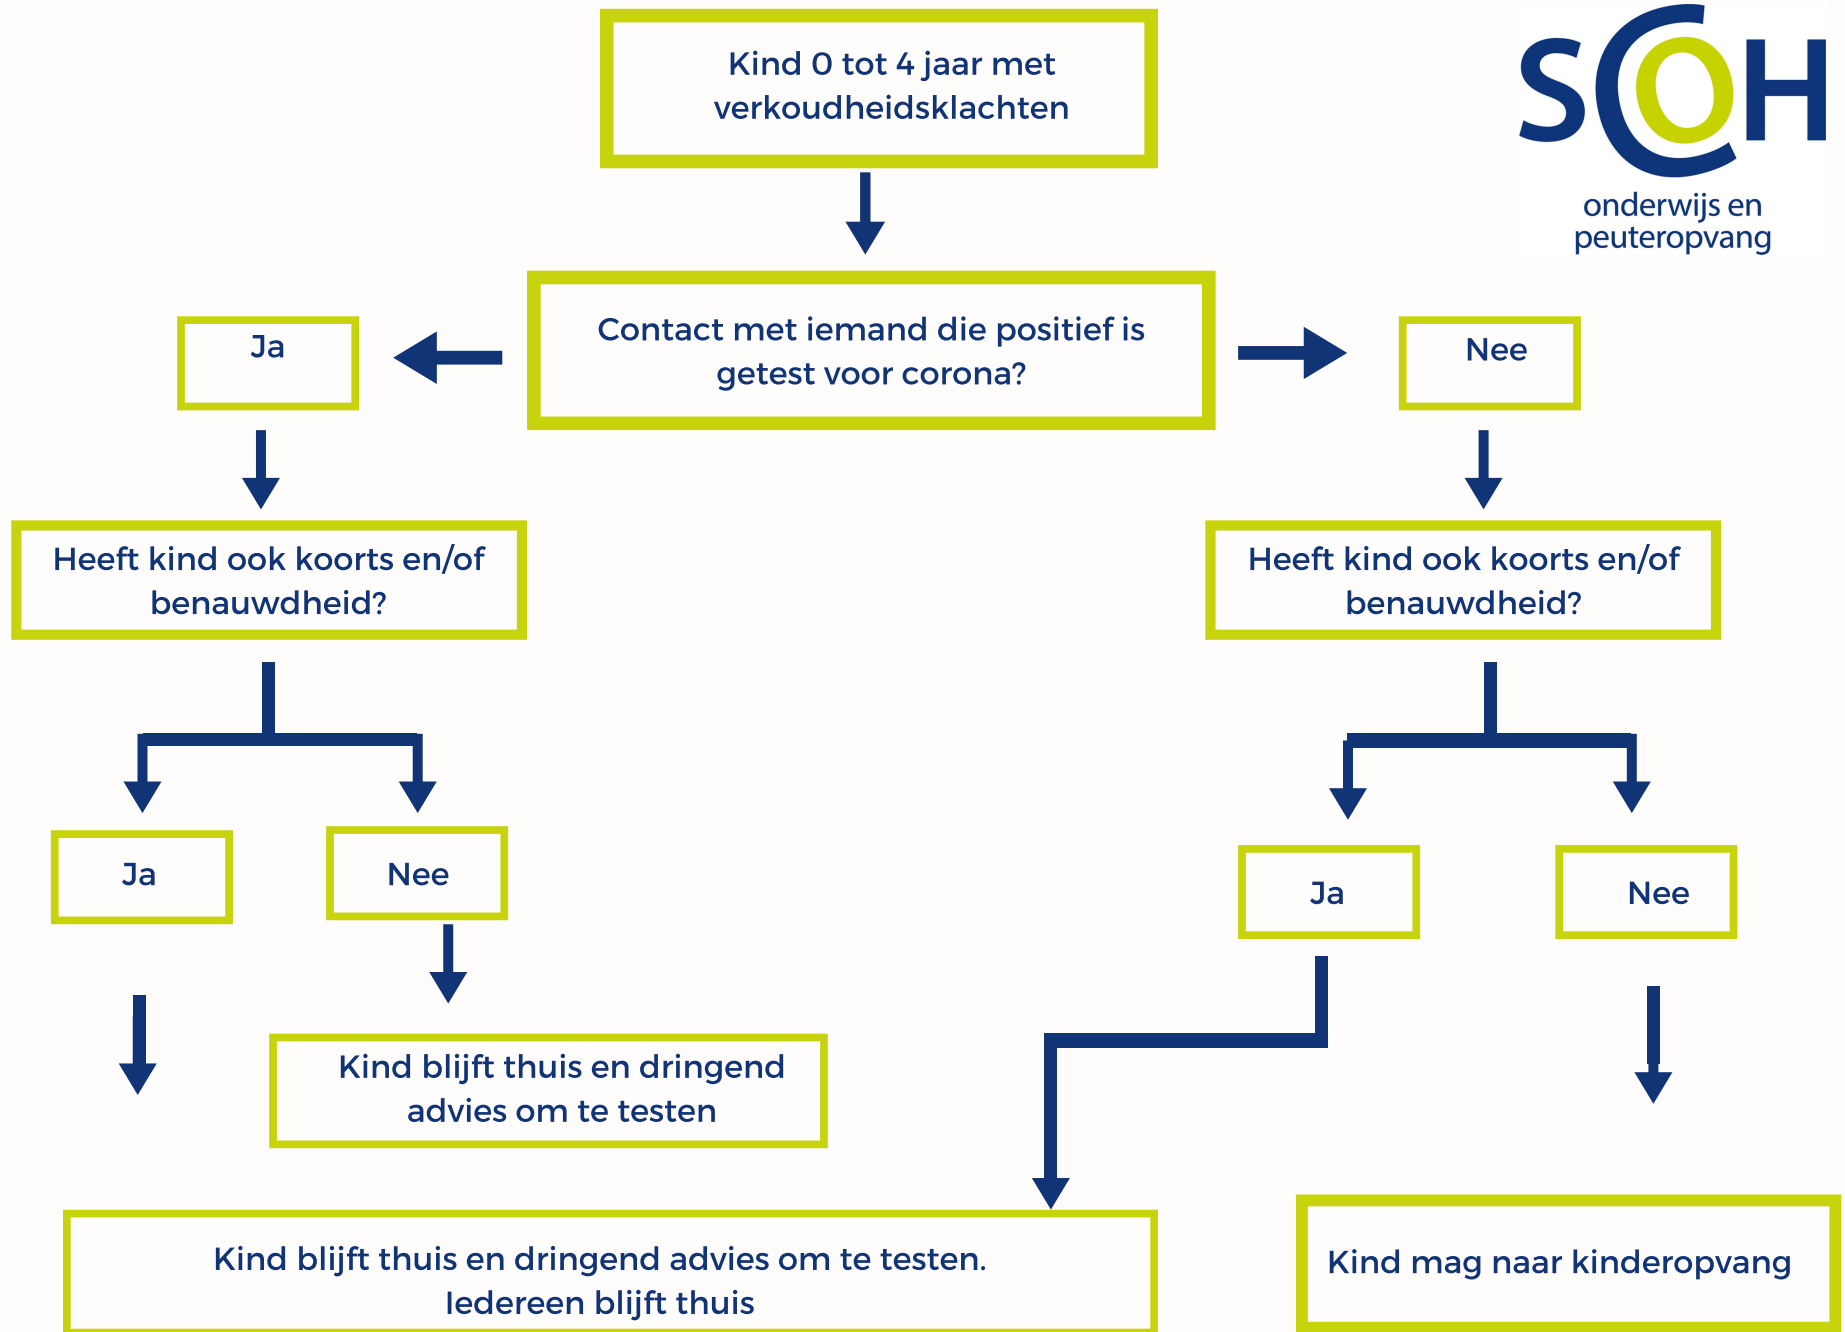 Kind 0 tot 4 jaar met
verkoudheidsklachten
SCOH
onderwijs en
peuteropvang
Contact met iemand die positief is
getest voor corona?
Ja
Nee
Heeft kind ook koorts en/of
benauwdheid?
Heeft kind ook koorts en/of
benauwdheid?
Ja
Nee
Ja
Nee
Kind blijft thuis en dringend
advies om te testen
Kind blijft thuis en dringend advies om te testen.
Iedereen blijft thuis
Kind mag naar kinderopvang